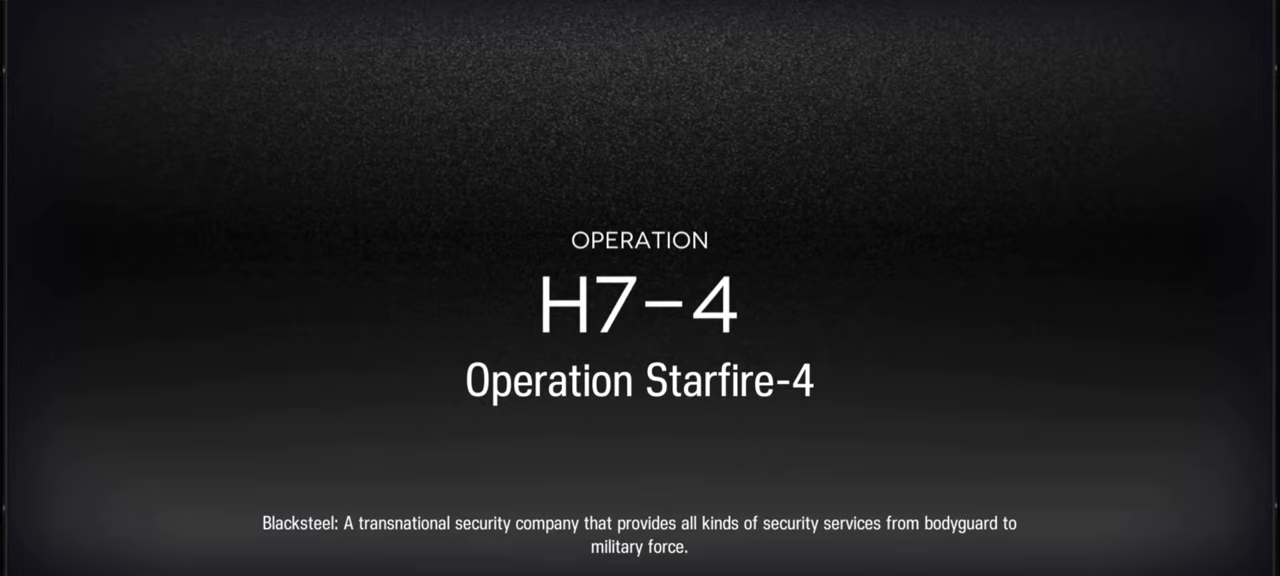 OPERATION
H7-4
Operation Starfire-4
Blacksteel: A transnational security company that provides all kinds of security services from bodyguard to
military force.